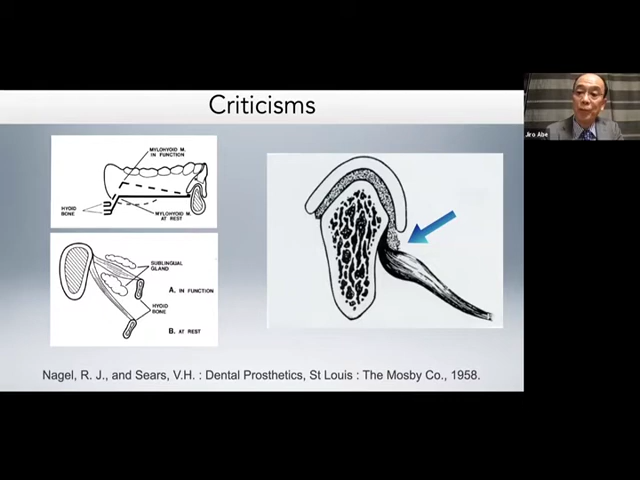 Criticisms
MYLOHYOID M.
IN FUNCTION
HYOID
BONE
MYLOHYOID M.
AT REST
SUBLINGUAL
GLAND
A. IN FUNCTION
HYOID
BONE
B. AT REST
Nagel, R. J., and Sears, V.H. : Dental Prosthetics, St Louis : The Mosby Co., 1958.
Jiro Abe